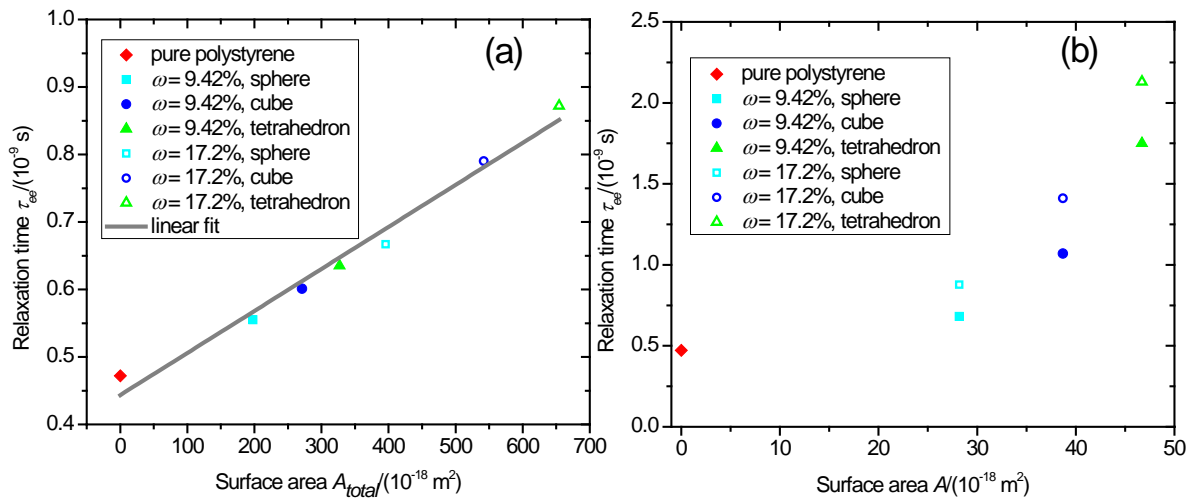 (a)
pure polystyrene
ω = 9.42%, sphere
ω = 9.42%, cube
ω = 9.42%, tetrahedron
ω = 17.2%, sphere
ω = 17.2%, cube
ω = 17.2%, tetrahedron
linear fit
Relaxation time τee/(10⁻⁹ s)
1.0
0.9
0.8
0.7
0.6
0.5
0.4
0 100 200 300 400 500 600 700
Surface area Atotal/(10⁻¹⁸ m²)
(b)
pure polystyrene
ω = 9.42%, sphere
ω = 9.42%, cube
ω = 9.42%, tetrahedron
ω = 17.2%, sphere
ω = 17.2%, cube
ω = 17.2%, tetrahedron
Relaxation time τee/(10⁻⁹ s)
2.5
2.0
1.5
1.0
0.5
0.0
0 10 20 30 40 50
Surface area A/(10⁻¹⁸ m²)